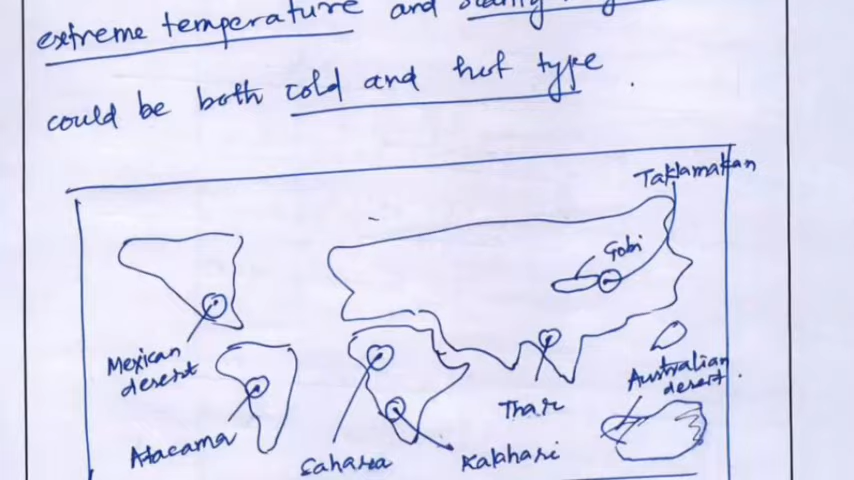 extreme temperature and
could be both cold and hot type .
Taklamakan
Gobi
Mexican
desert
Australian
desert .
Thar
Atacama
Sahara
Kalahari